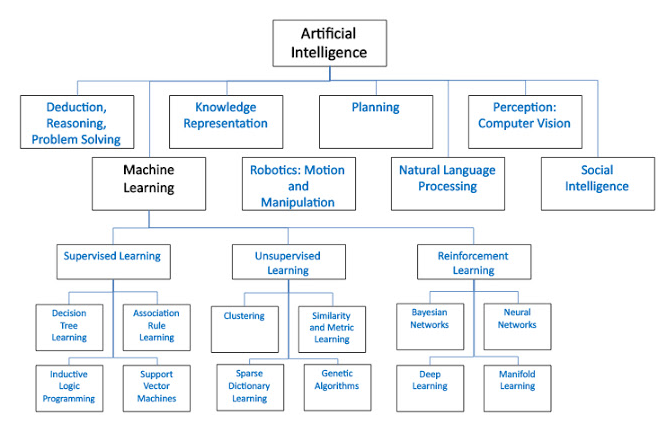 Artificial
Intelligence
Deduction,
Reasoning,
Problem Solving
Knowledge
Representation
Planning
Perception:
Computer Vision
Machine
Learning
Robotics: Motion
and
Manipulation
Natural Language
Processing
Social
Intelligence
Supervised Learning
Unsupervised
Learning
Reinforcement
Learning
Decision
Tree
Learning
Association
Rule
Learning
Clustering
Similarity
and Metric
Learning
Bayesian
Networks
Neural
Networks
Inductive
Logic
Programming
Support
Vector
Machines
Sparse
Dictionary
Learning
Genetic
Algorithms
Deep
Learning
Manifold
Learning